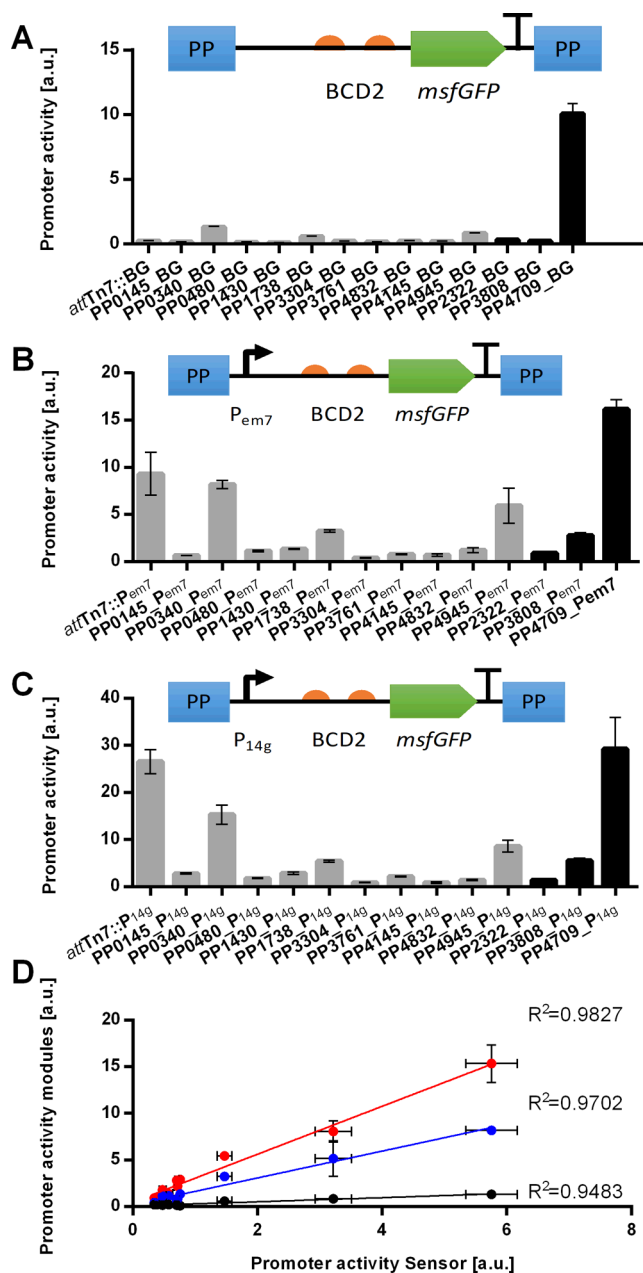 A
PP
PP
BCD2 msfGFP
Promoter activity [a.u.]
15
10
5
0
attTn7::BG
PP0145_BG
PP0340_BG
PP0480_BG
PP1430_BG
PP1738_BG
PP3304_BG
PP3761_BG
PP4832_BG
PP4145_BG
PP4945_BG
PP2322_BG
PP3808_BG
PP4709_BG
B
PP
PP
Pem7 BCD2 msfGFP
Promoter activity [a.u.]
20
15
10
5
0
attTn7::Pem7
PP0145_Pem7
PP0340_Pem7
PP0480_Pem7
PP1430_Pem7
PP1738_Pem7
PP3304_Pem7
PP3761_Pem7
PP4145_Pem7
PP4832_Pem7
PP4945_Pem7
PP2322_Pem7
PP3808_Pem7
PP4709_Pem7
C
PP
PP
P14g BCD2 msfGFP
Promoter activity [a.u.]
40
30
20
10
0
attTn7::P14g
PP0145_P14g
PP0340_P14g
PP0480_P14g
PP1430_P14g
PP1738_P14g
PP3304_P14g
PP3761_P14g
PP4145_P14g
PP4832_P14g
PP4945_P14g
PP2322_P14g
PP3808_P14g
PP4709_P14g
D
Promoter activity modules [a.u.]
20
15
10
5
0
R²=0.9827
R²=0.9702
R²=0.9483
0 2 4 6 8
Promoter activity Sensor [a.u.]